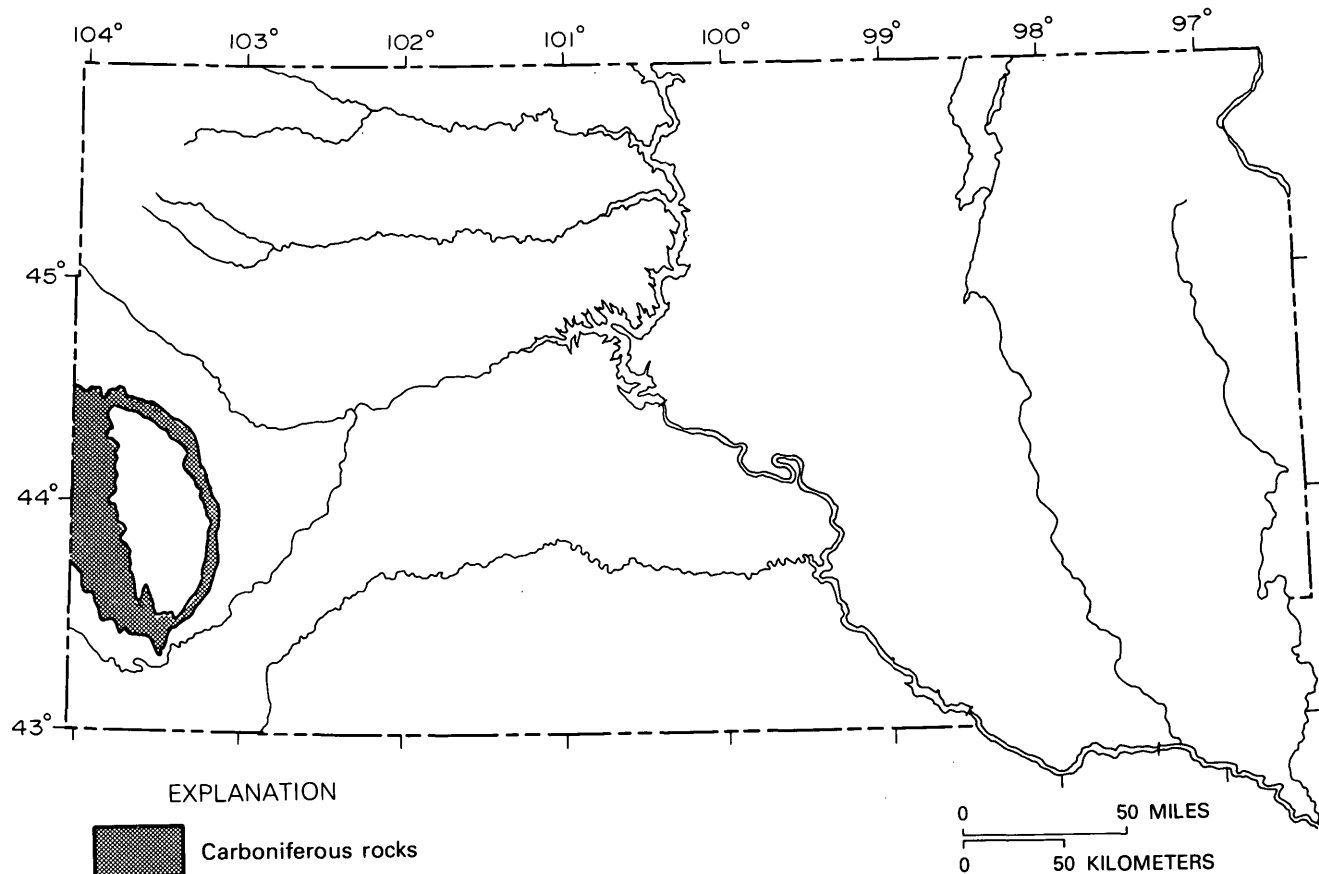 104° 103° 102° 101° 100° 99° 98° 97°
45°
44°
43°
EXPLANATION
Carboniferous rocks
0 50 MILES
0 50 KILOMETERS